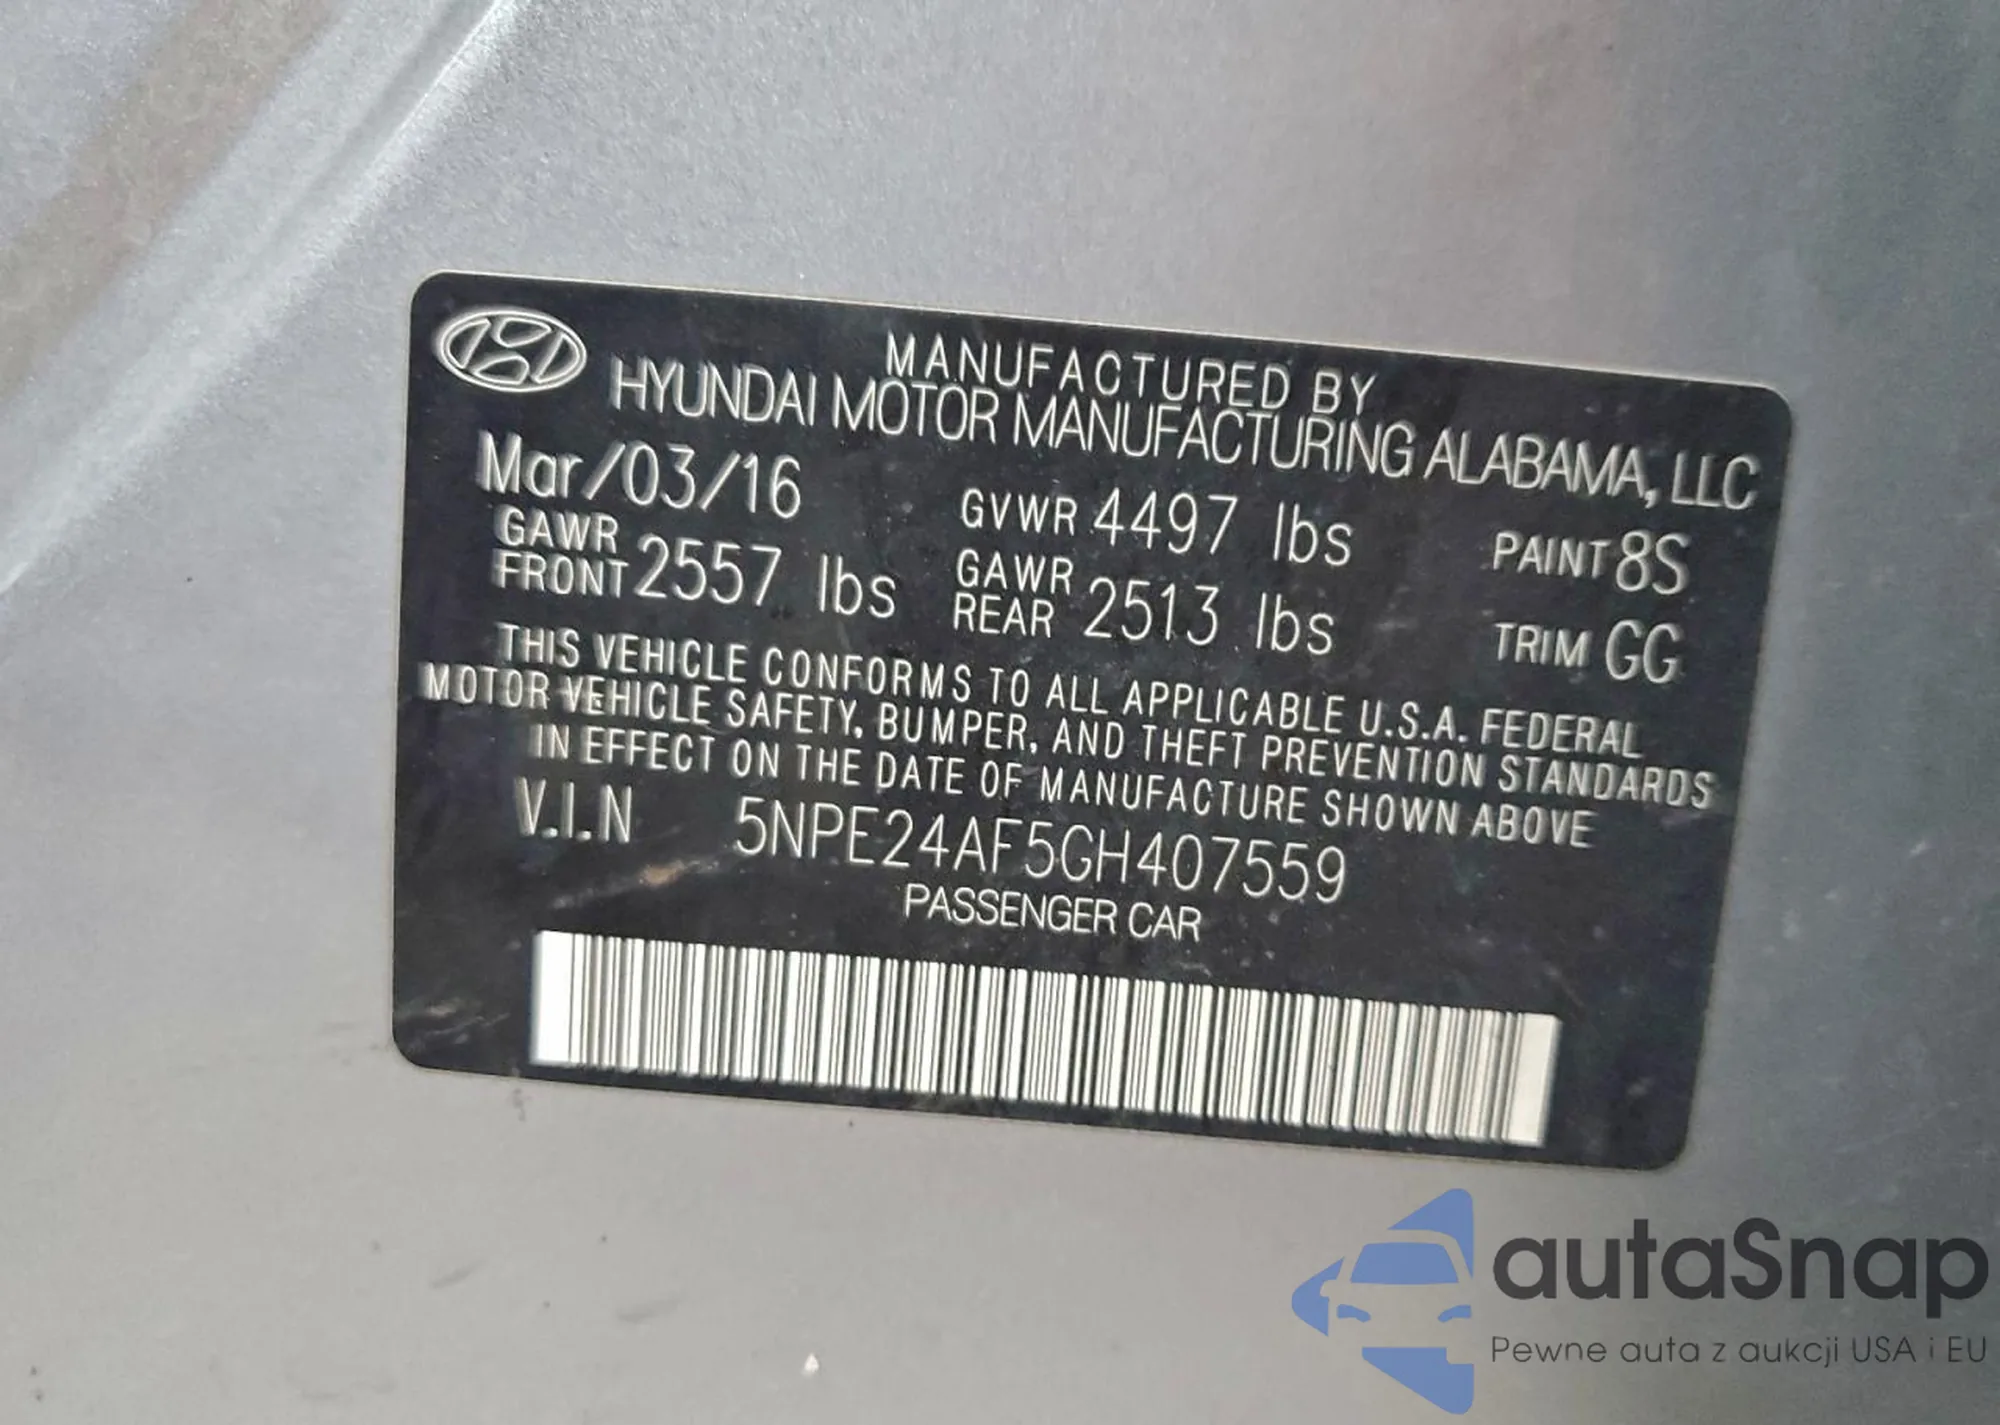 MANUFACTURED BY
HYUNDAI MOTOR MANUFACTURING ALABAMA, LLC
Mar/03/16 GVWR 4497 lbs PAINT 8S
GAWR FRONT 2557 lbs GAWR REAR 2513 lbs TRIM GG
THIS VEHICLE CONFORMS TO ALL APPLICABLE U.S.A. FEDERAL
MOTOR VEHICLE SAFETY, BUMPER, AND THEFT PREVENTION STANDARDS
IN EFFECT ON THE DATE OF MANUFACTURE SHOWN ABOVE
V.I.N 5NPE24AF5GH407559
PASSENGER CAR
autaSnap
Pewne auta z aukcji USA i EU